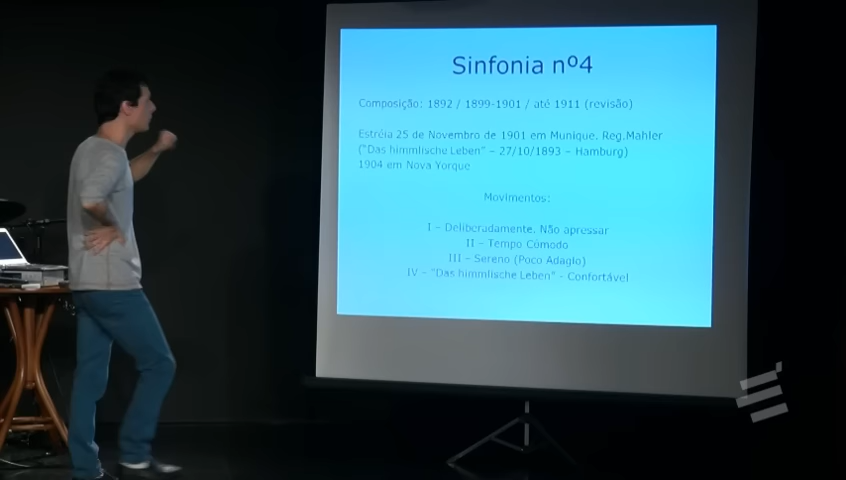 Sinfonia nº4
Composição: 1892 / 1899-1901 / até 1911 (revisão)
Estréia 25 de Novembro de 1901 em Munique. Reg.Mahler
("Das himmlische Leben" - 27/10/1893 - Hamburg)
1904 em Nova Yorque
Movimentos:
I - Deliberadamente. Não apressar
II - Tempo Cômodo
III - Sereno (Poco Adagio)
IV - "Das himmlische Leben" - Confortável